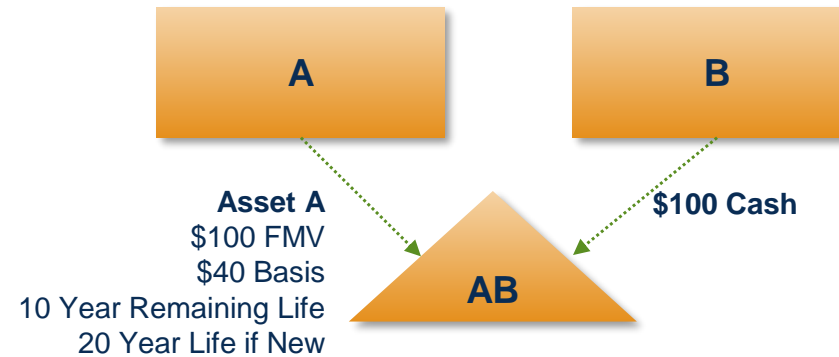 A
B
Asset A
$100 FMV
$40 Basis
10 Year Remaining Life
20 Year Life if New
$100 Cash
AB